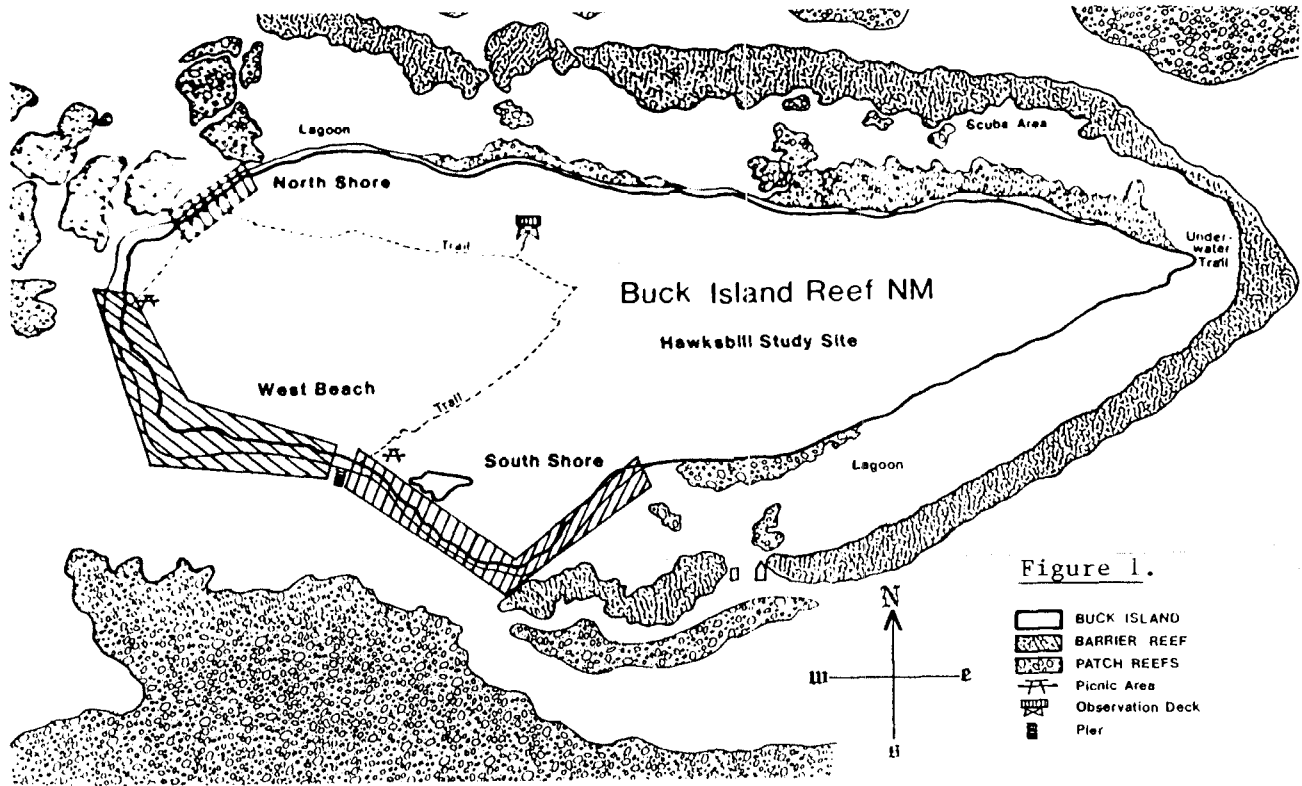 Lagoon
North Shore
Scuba Area
Trail
Under-
water
Trail
Buck Island Reef NM
Hawksbill Study Site
West Beach
Trail
South Shore
Lagoon
Figure 1.
N
W
e
s
BUCK ISLAND
BARRIER REEF
PATCH REEFS
Picnic Area
Observation Deck
Pier